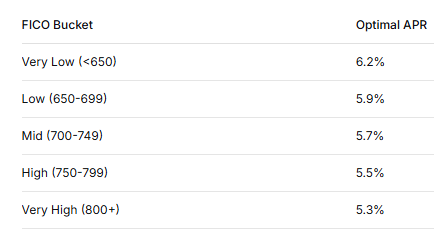 FICO Bucket Optimal APR
Very Low (<650) 6.2%
Low (650-699) 5.9%
Mid (700-749) 5.7%
High (750-799) 5.5%
Very High (800+) 5.3%